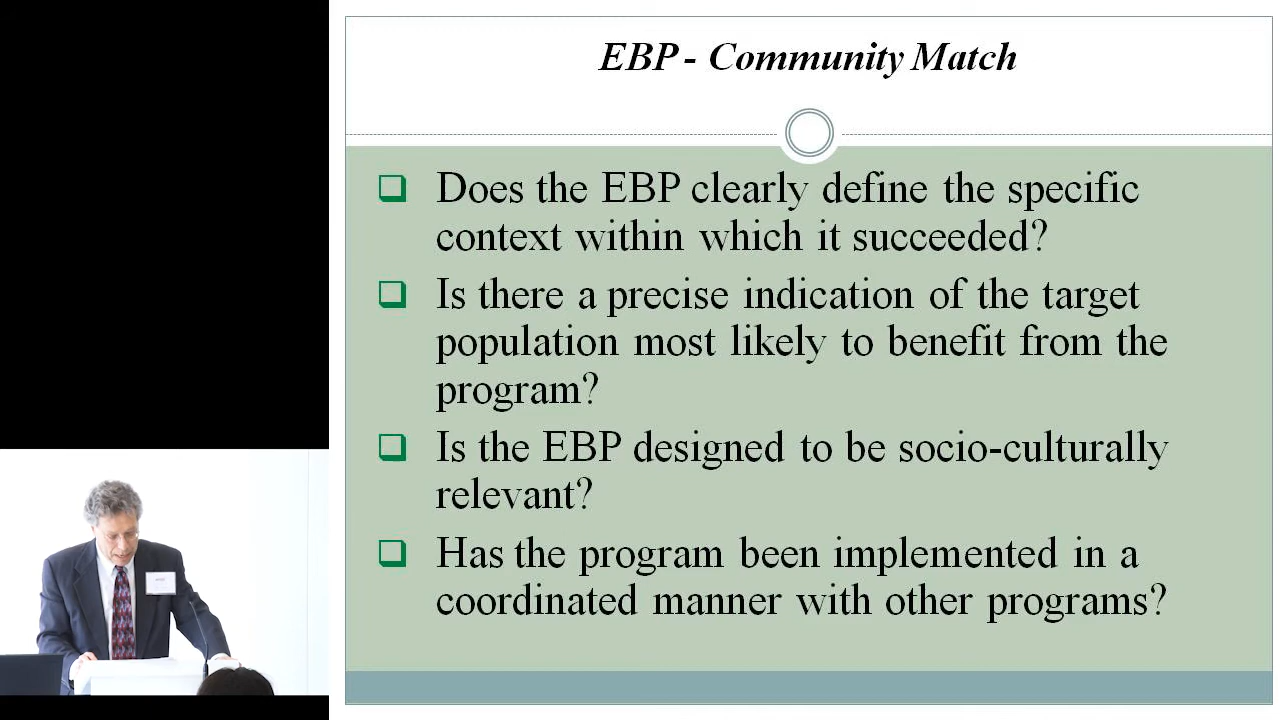 EBP - Community Match
Does the EBP clearly define the specific
context within which it succeeded?
Is there a precise indication of the target
population most likely to benefit from the
program?
Is the EBP designed to be socio-culturally
relevant?
Has the program been implemented in a
coordinated manner with other programs?